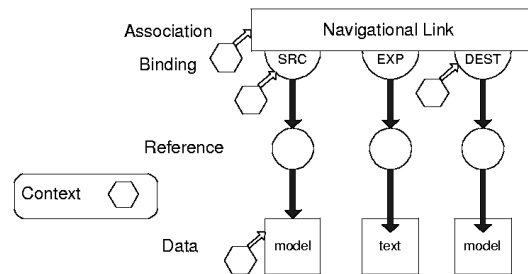 Association
Navigational Link
Binding
SRC
EXP
DEST
Reference
Context
Data
model
text
model